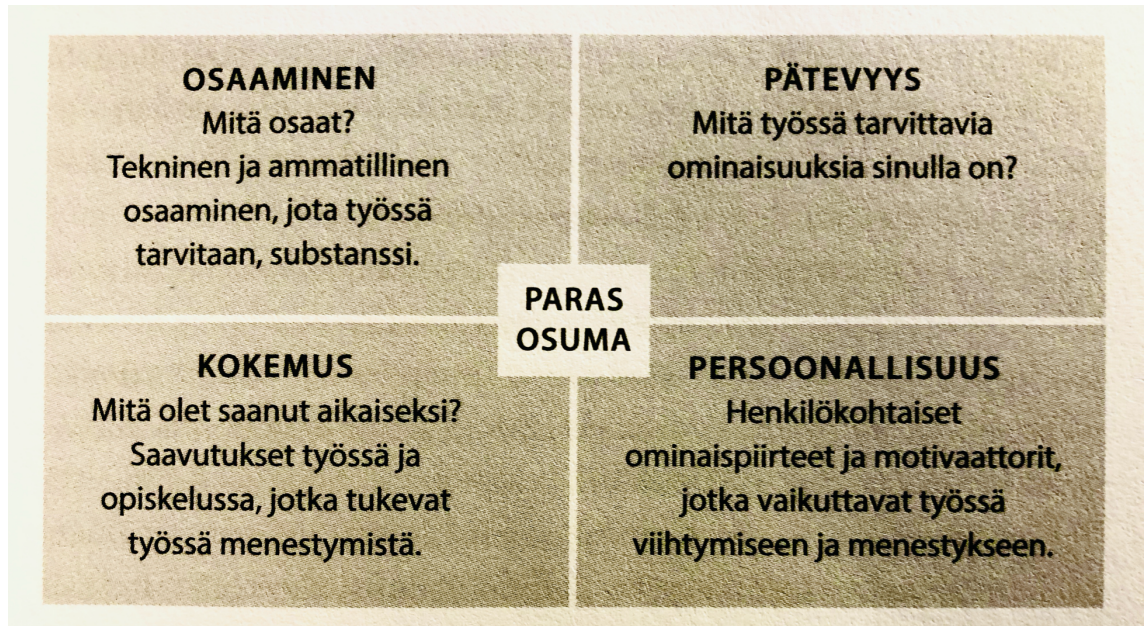 OSAAMINEN
Mitä osaat?
Tekninen ja ammatillinen
osaaminen, jota työssä
tarvitaan, substanssi.
PÄTEVYYS
Mitä työssä tarvittavia
ominaisuuksia sinulla on?
PARAS
OSUMA
KOKEMUS
Mitä olet saanut aikaiseksi?
Saavutukset työssä ja
opiskelussa, jotka tukevat
työssä menestymistä.
PERSOONALLISUUS
Henkilökohtaiset
ominaispiirteet ja motivaattorit,
jotka vaikuttavat työssä
viihtymiseen ja menestykseen.